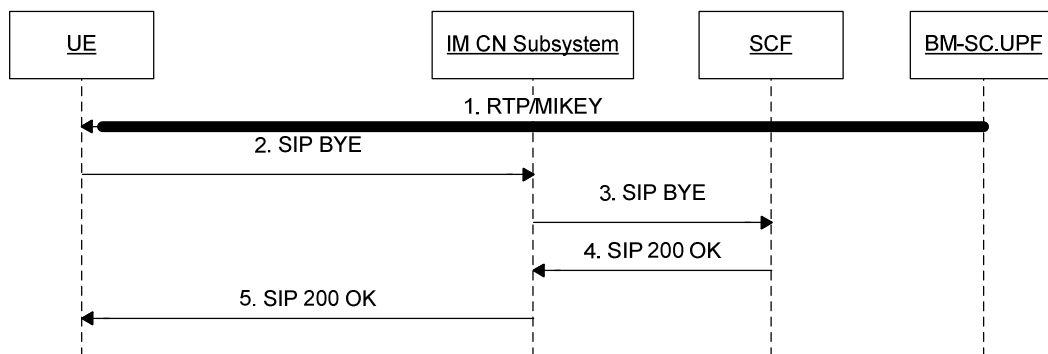 UE
IM CN Subsystem
SCF
BM-SC.UPF
1. RTP/MIKEY
2. SIP BYE
3. SIP BYE
4. SIP 200 OK
5. SIP 200 OK